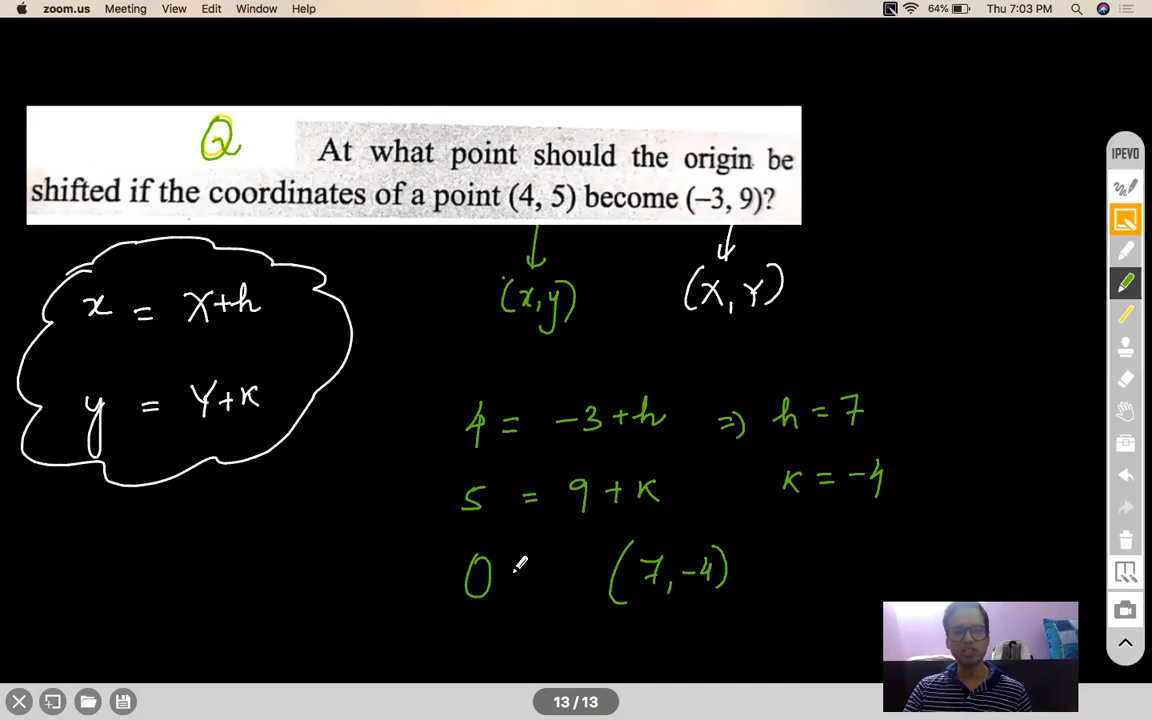 zoom.us Meeting View Edit Window Help 64% Thu 7:03 PM
IPEVO
Q At what point should the origin be
shifted if the coordinates of a point (4, 5) become (–3, 9)?
(x, y) (X, Y)
x = X+h
y = Y+k
4 = -3+h => h = 7
5 = 9+k k = -4
O (7, -4)
13 / 13